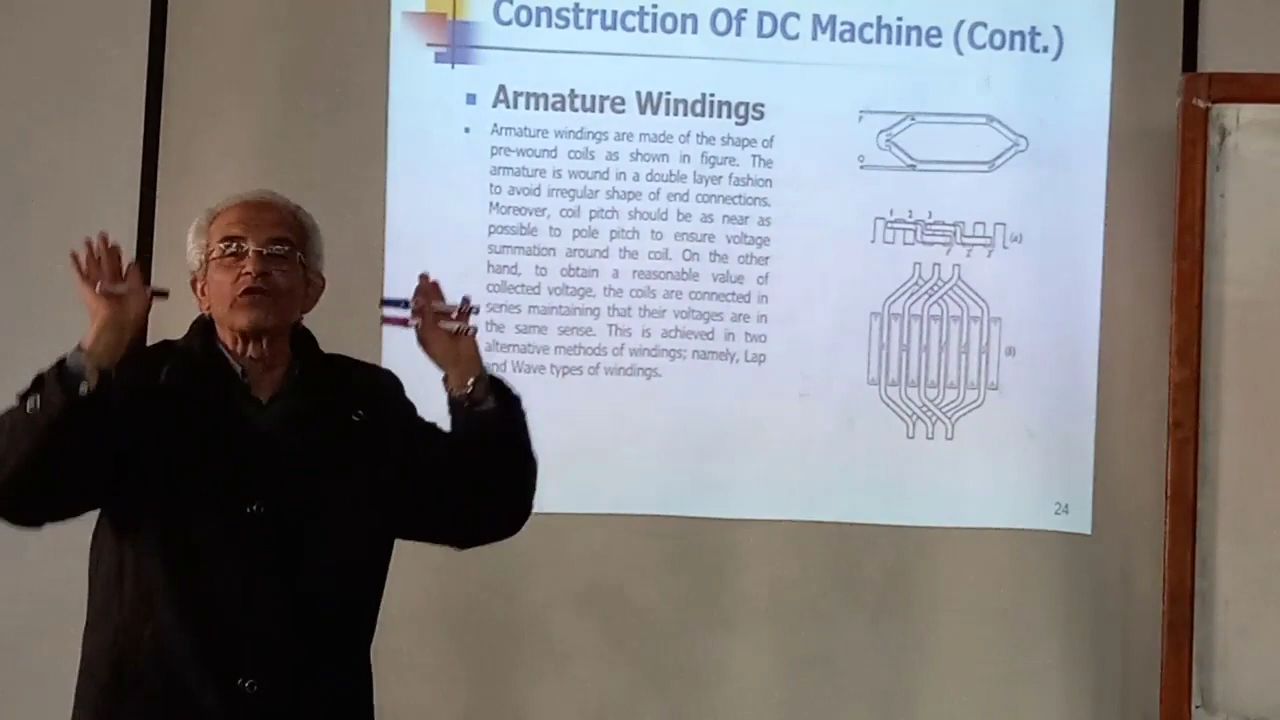 Construction Of DC Machine (Cont.)
Armature Windings
Armature windings are made of the shape of
pre-wound coils as shown in figure. The
armature is wound in a double layer fashion
to avoid irregular shape of end connections.
Moreover, coil pitch should be as near as
possible to pole pitch to ensure voltage
summation around the coil. On the other
hand, to obtain a reasonable value of
collected voltage, the coils are connected in
series maintaining that their voltages are in
the same sense. This is achieved in two
alternative methods of windings; namely, Lap
nd Wave types of windings.
1 2 3
(a)
24